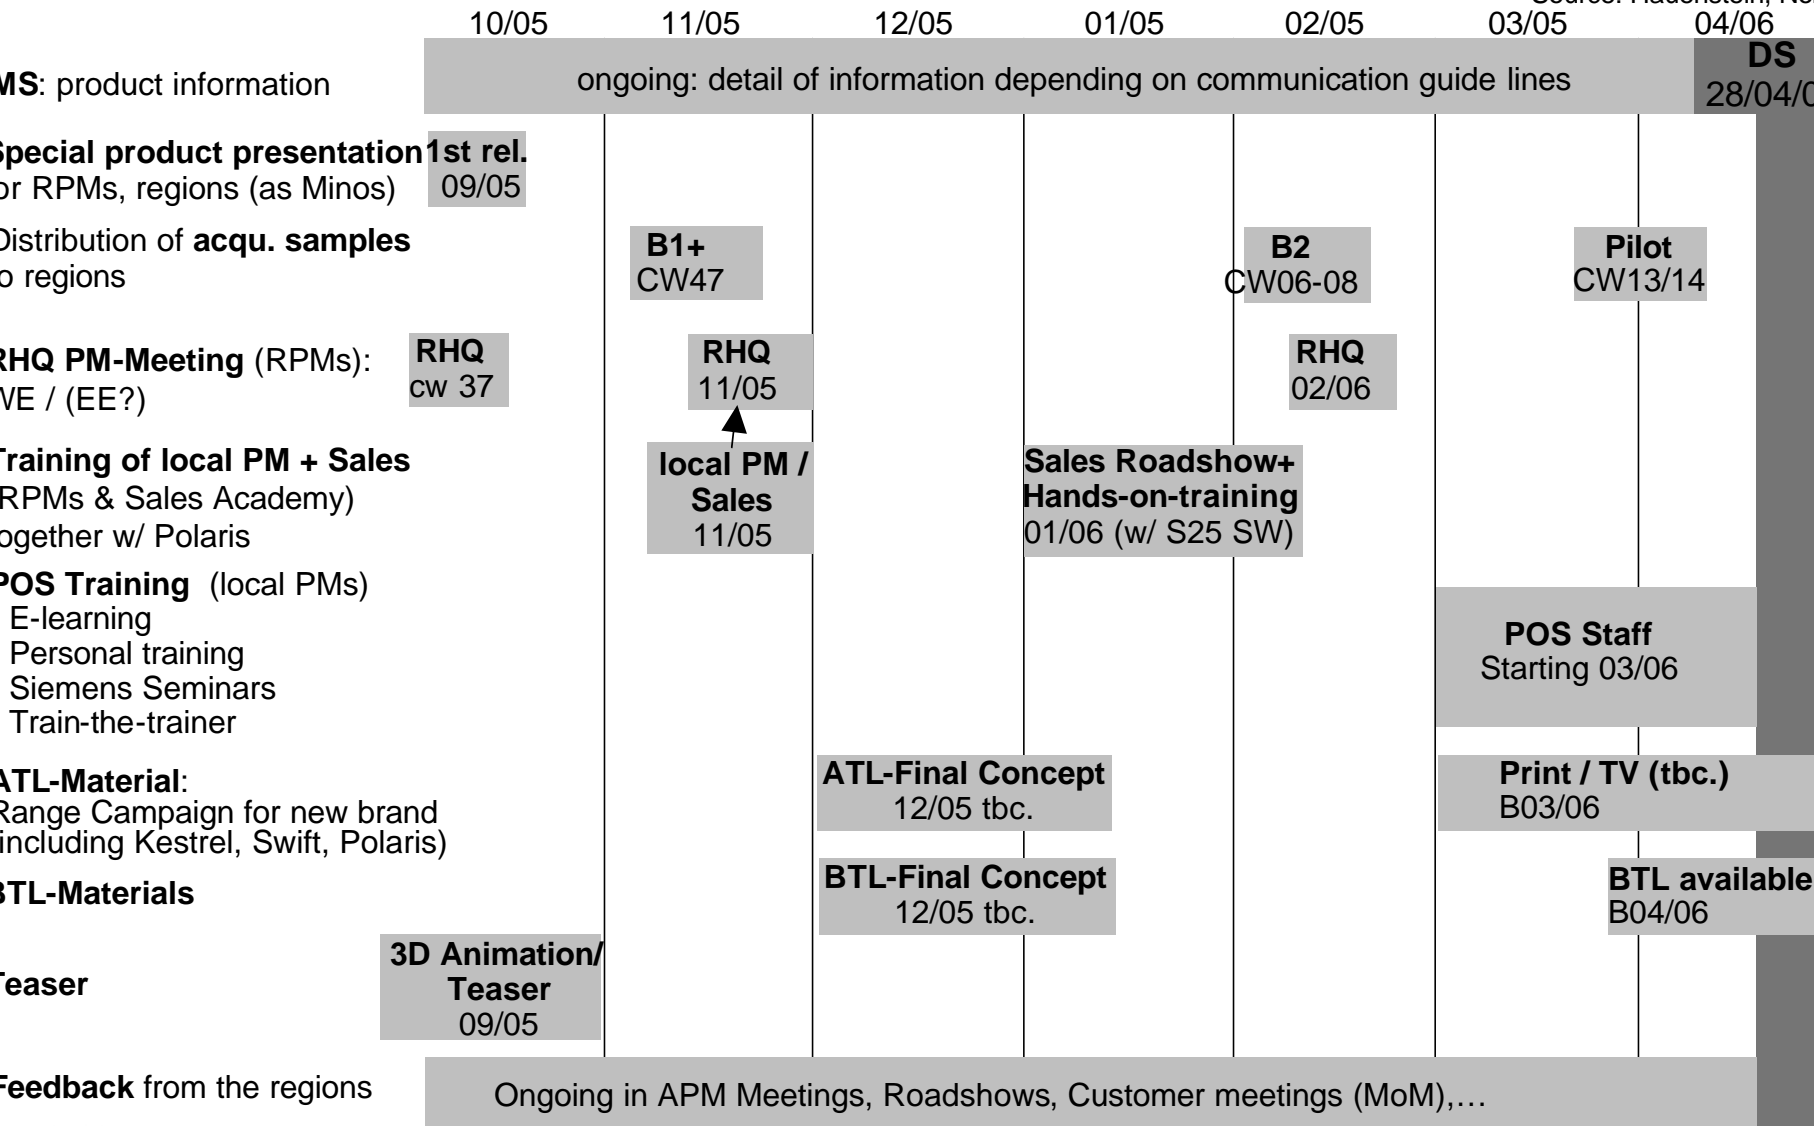 10/05 11/05 12/05 01/05 02/05 03/05 04/06
MS: product information
ongoing: detail of information depending on communication guide lines
DS
28/04/0
Special product presentation
or RPMs, regions (as Minos)
1st rel.
09/05
Distribution of acqu. samples
o regions
B1+
CW47
B2
CW06-08
Pilot
CW13/14
RHQ PM-Meeting (RPMs):
WE / (EE?)
RHQ
cw 37
RHQ
11/05
RHQ
02/06
Training of local PM + Sales
RPMs & Sales Academy)
ogether w/ Polaris
local PM /
Sales
11/05
Sales Roadshow+
Hands-on-training
01/06 (w/ S25 SW)
POS Training (local PMs)
E-learning
Personal training
Siemens Seminars
Train-the-trainer
POS Staff
Starting 03/06
ATL-Material:
Range Campaign for new brand
including Kestrel, Swift, Polaris)
ATL-Final Concept
12/05 tbc.
Print / TV (tbc.)
B03/06
BTL-Materials
BTL-Final Concept
12/05 tbc.
BTL available
B04/06
Teaser
3D Animation/
Teaser
09/05
Feedback from the regions
Ongoing in APM Meetings, Roadshows, Customer meetings (MoM),…